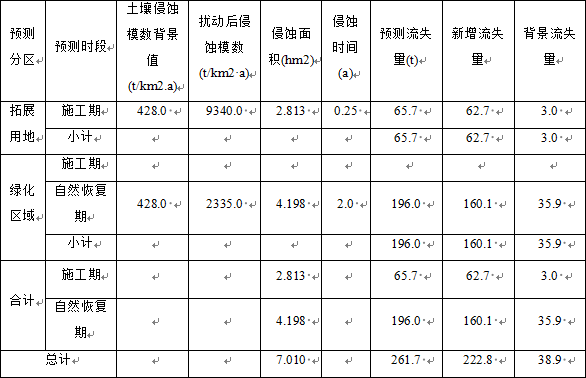 预测分区 预测时段 土壤侵蚀模数背景值(t/km2.a) 扰动后侵蚀模数(t/km2·a) 侵蚀面积(hm2) 侵蚀时间(a) 预测流失量(t) 新增流失量 背景流失量
拓展用地 施工期 428.0 9340.0 2.813 0.25 65.7 62.7 3.0
小计 65.7 62.7 3.0
绿化区域 施工期
自然恢复期 428.0 2335.0 4.198 2.0 196.0 160.1 35.9
小计 196.0 160.1 35.9
合计 施工期 2.813 65.7 62.7 3.0
自然恢复期 4.198 196.0 160.1 35.9
总计 7.010 261.7 222.8 38.9